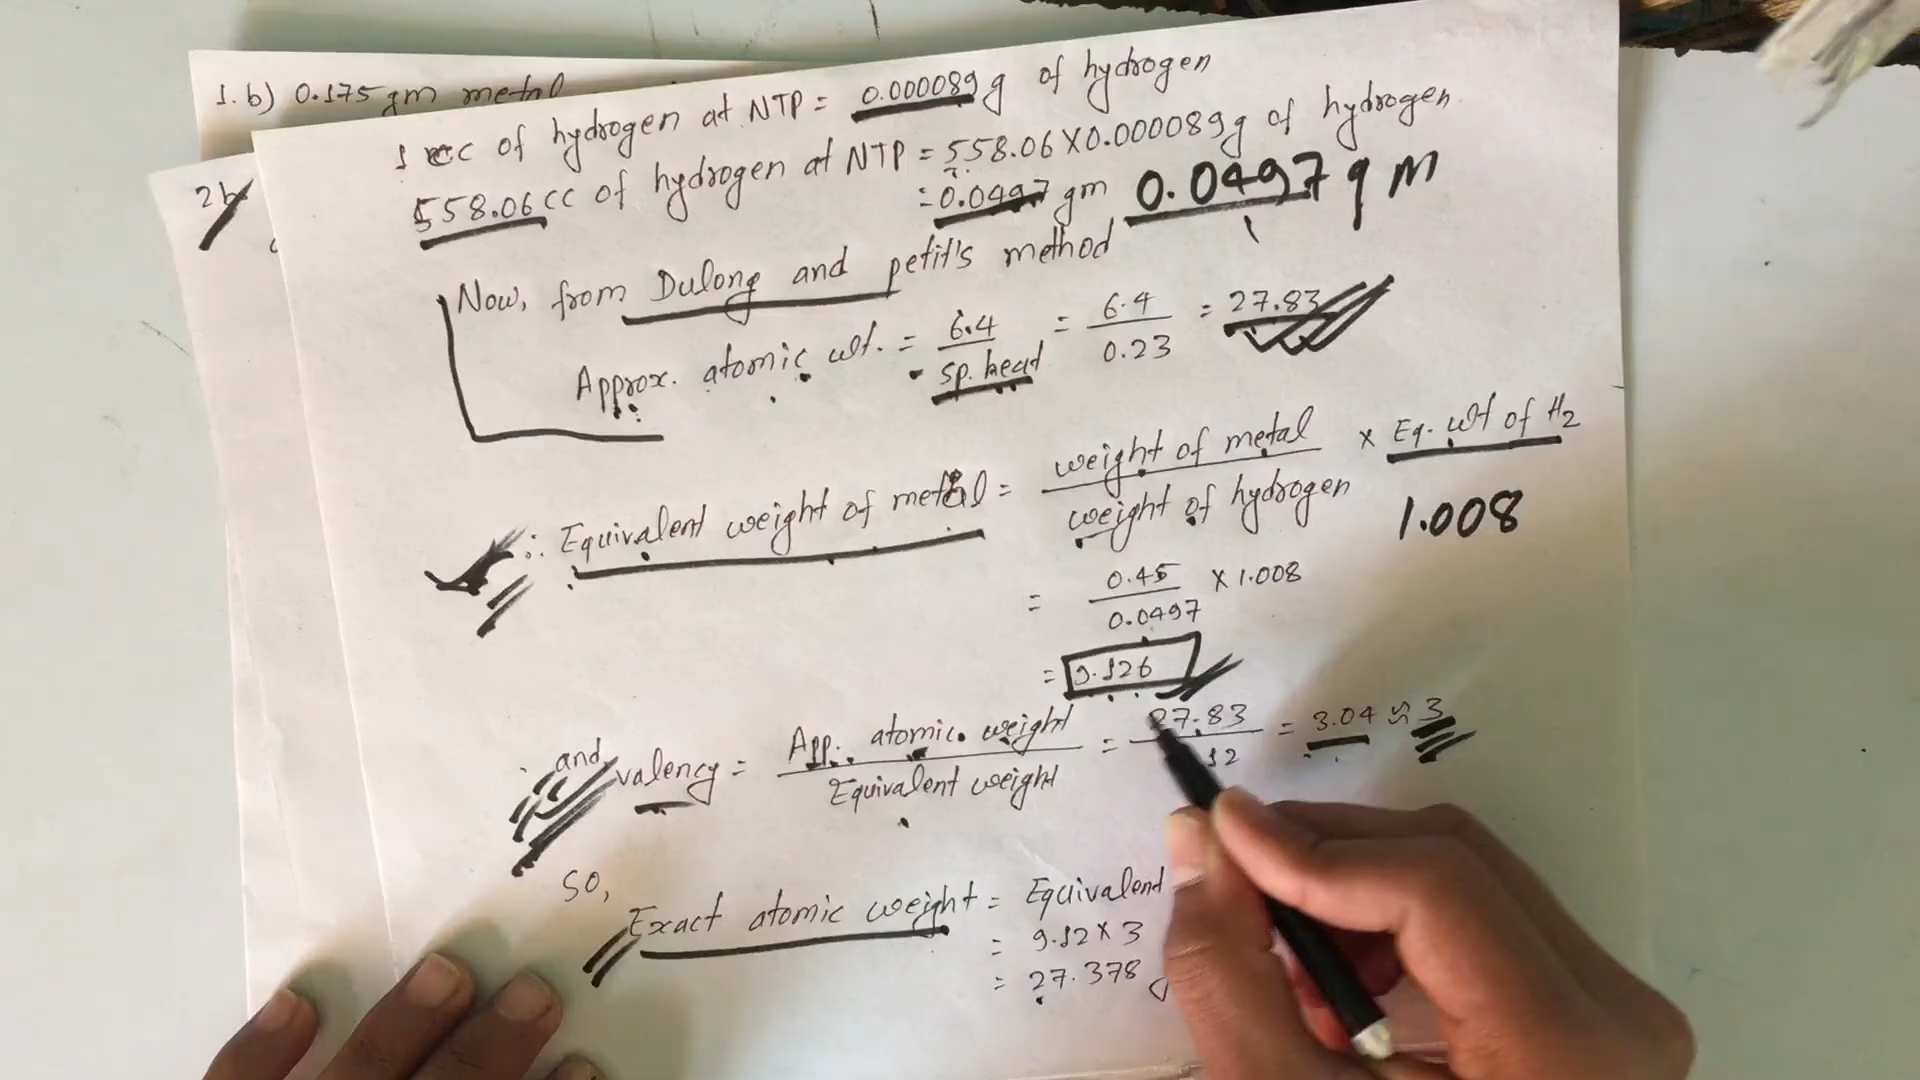 1.b) 0.175 gm metal
1 cc of hydrogen at NTP = 0.000089 g of hydrogen
558.06 cc of hydrogen at NTP = 558.06 X 0.000089 g of hydrogen
= 0.0497 gm 0.0497 gm
2b
Now, from Dulong and petit's method
Approx. atomic wt. = 6.4 / sp. heat = 6.4 / 0.23 = 27.83
∴ Equivalent weight of metal = weight of metal / weight of hydrogen × Eq. wt of H2
1.008
= 0.45 / 0.0497 X 1.008
= 9.126
and valency = App. atomic weight / Equivalent weight = 27.83 / 12 = 3.04 ≈ 3
So,
Exact atomic weight = Equivalent
= 9.12 X 3
= 27.378 g